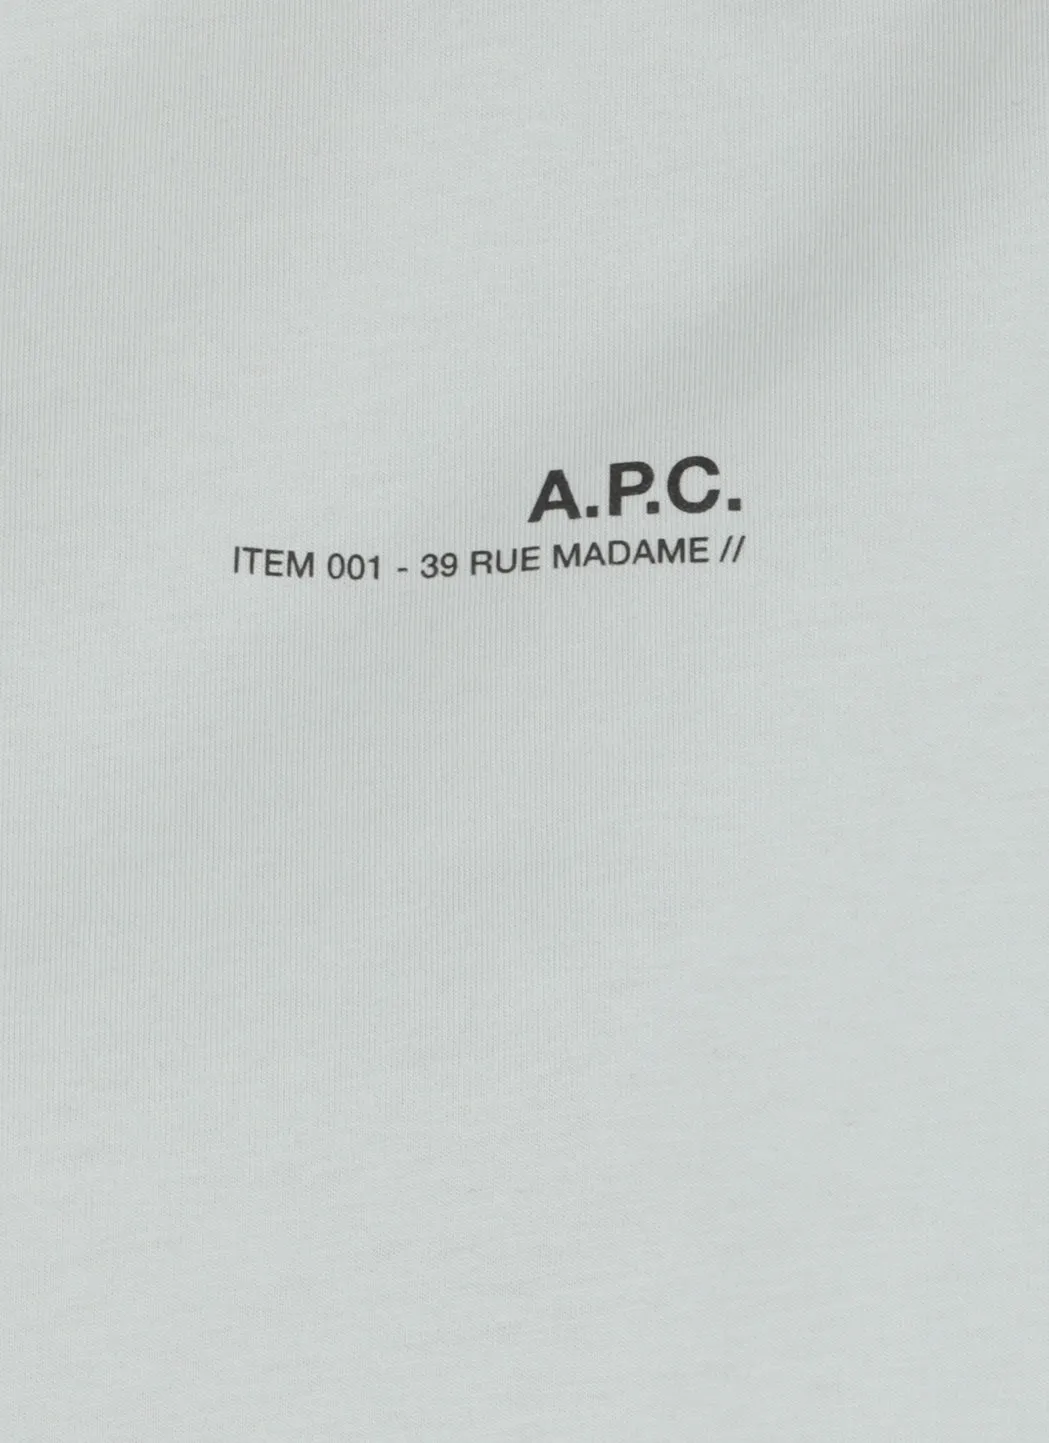 A.P.C.
ITEM 001 - 39 RUE MADAME //